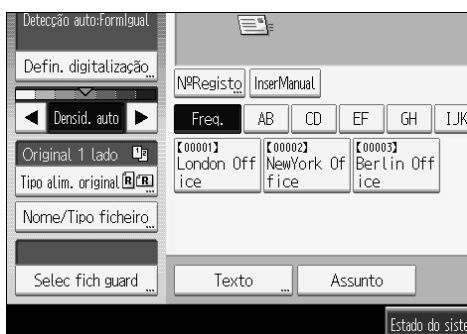 Detecção auto:FormIgual
Defin. digitalização
NºRegisto InserManual
Densid. auto
Freq. AB CD EF GH IJK
Original 1 lado
[00001] [00002] [00003]
London Off NewYork Of Berlin Off
ice fice ice
Tipo alim. original
Nome/Tipo ficheiro
Selec fich guard
Texto Assunto
Estado do siste